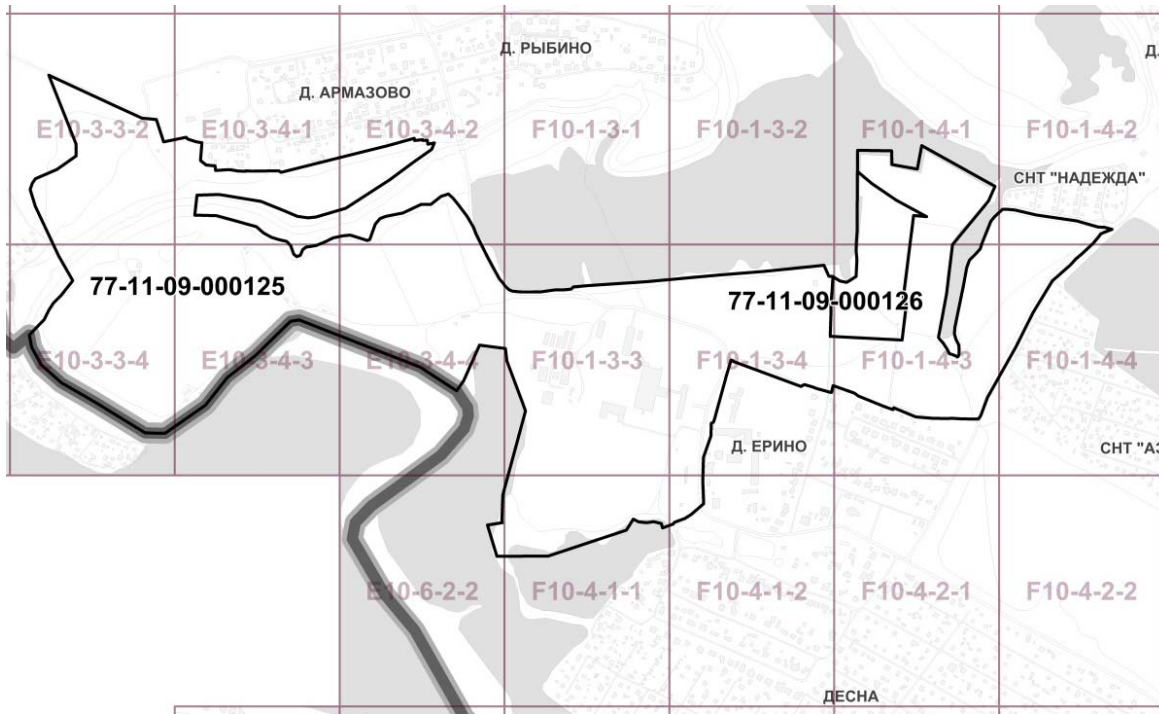 Д. РЫБИНО
Д.
Д. АРМАЗОВО
E10-3-3-2
E10-3-4-1
E10-3-4-2
F10-1-3-1
F10-1-3-2
F10-1-4-1
F10-1-4-2
СНТ "НАДЕЖДА"
77-11-09-000125
77-11-09-000126
E10-3-3-4
E10-3-4-3
E10-3-4-4
F10-1-3-3
F10-1-3-4
F10-1-4-3
F10-1-4-4
Д. ЕРИНО
СНТ "АЗ
E10-6-2-2
F10-4-1-1
F10-4-1-2
F10-4-2-1
F10-4-2-2
ДЕСНА